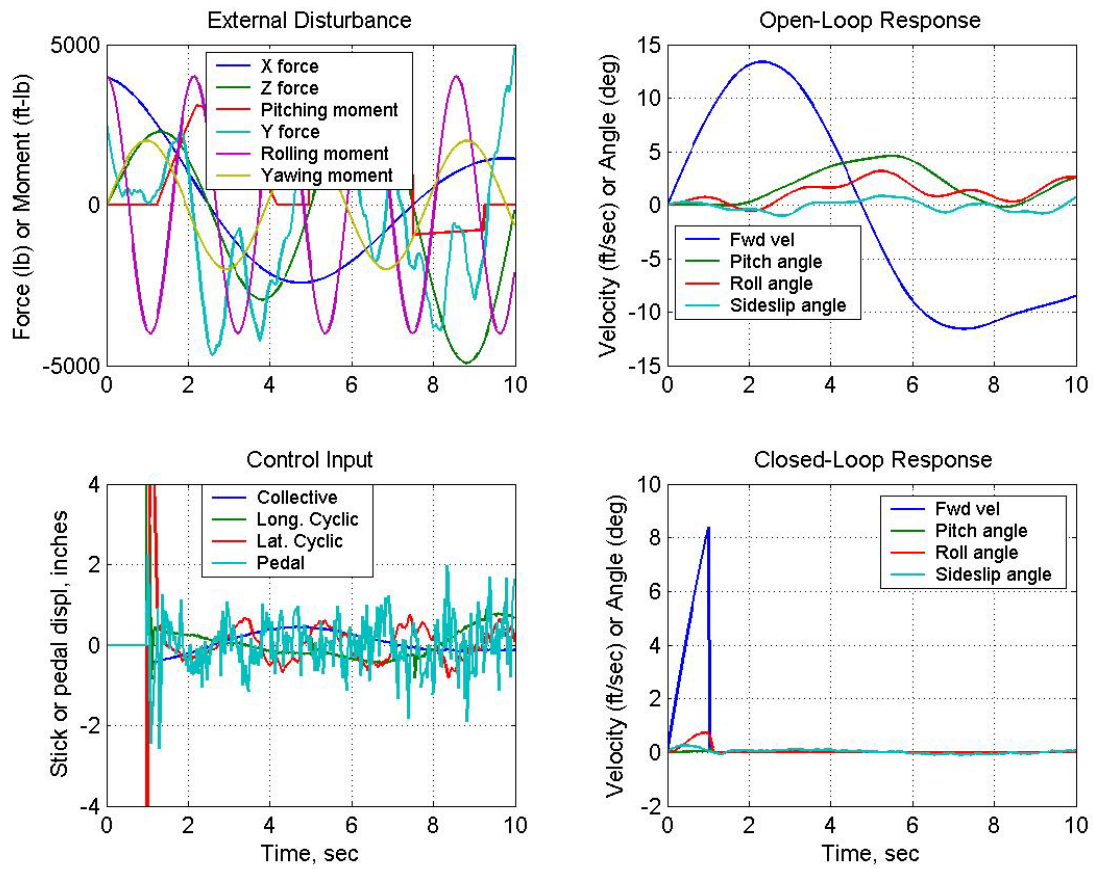 External Disturbance
Force (lb) or Moment (ft-lb)
5000
0
-5000
X force
Z force
Pitching moment
Y force
Rolling moment
Yawing moment
0 2 4 6 8 10
Open-Loop Response
Velocity (ft/sec) or Angle (deg)
15
10
5
0
-5
-10
-15
Fwd vel
Pitch angle
Roll angle
Sideslip angle
0 2 4 6 8 10
Control Input
Stick or pedal displ, inches
4
2
0
-2
-4
Collective
Long. Cyclic
Lat. Cyclic
Pedal
0 2 4 6 8 10
Time, sec
Closed-Loop Response
Velocity (ft/sec) or Angle (deg)
10
8
6
4
2
0
-2
Fwd vel
Pitch angle
Roll angle
Sideslip angle
0 2 4 6 8 10
Time, sec